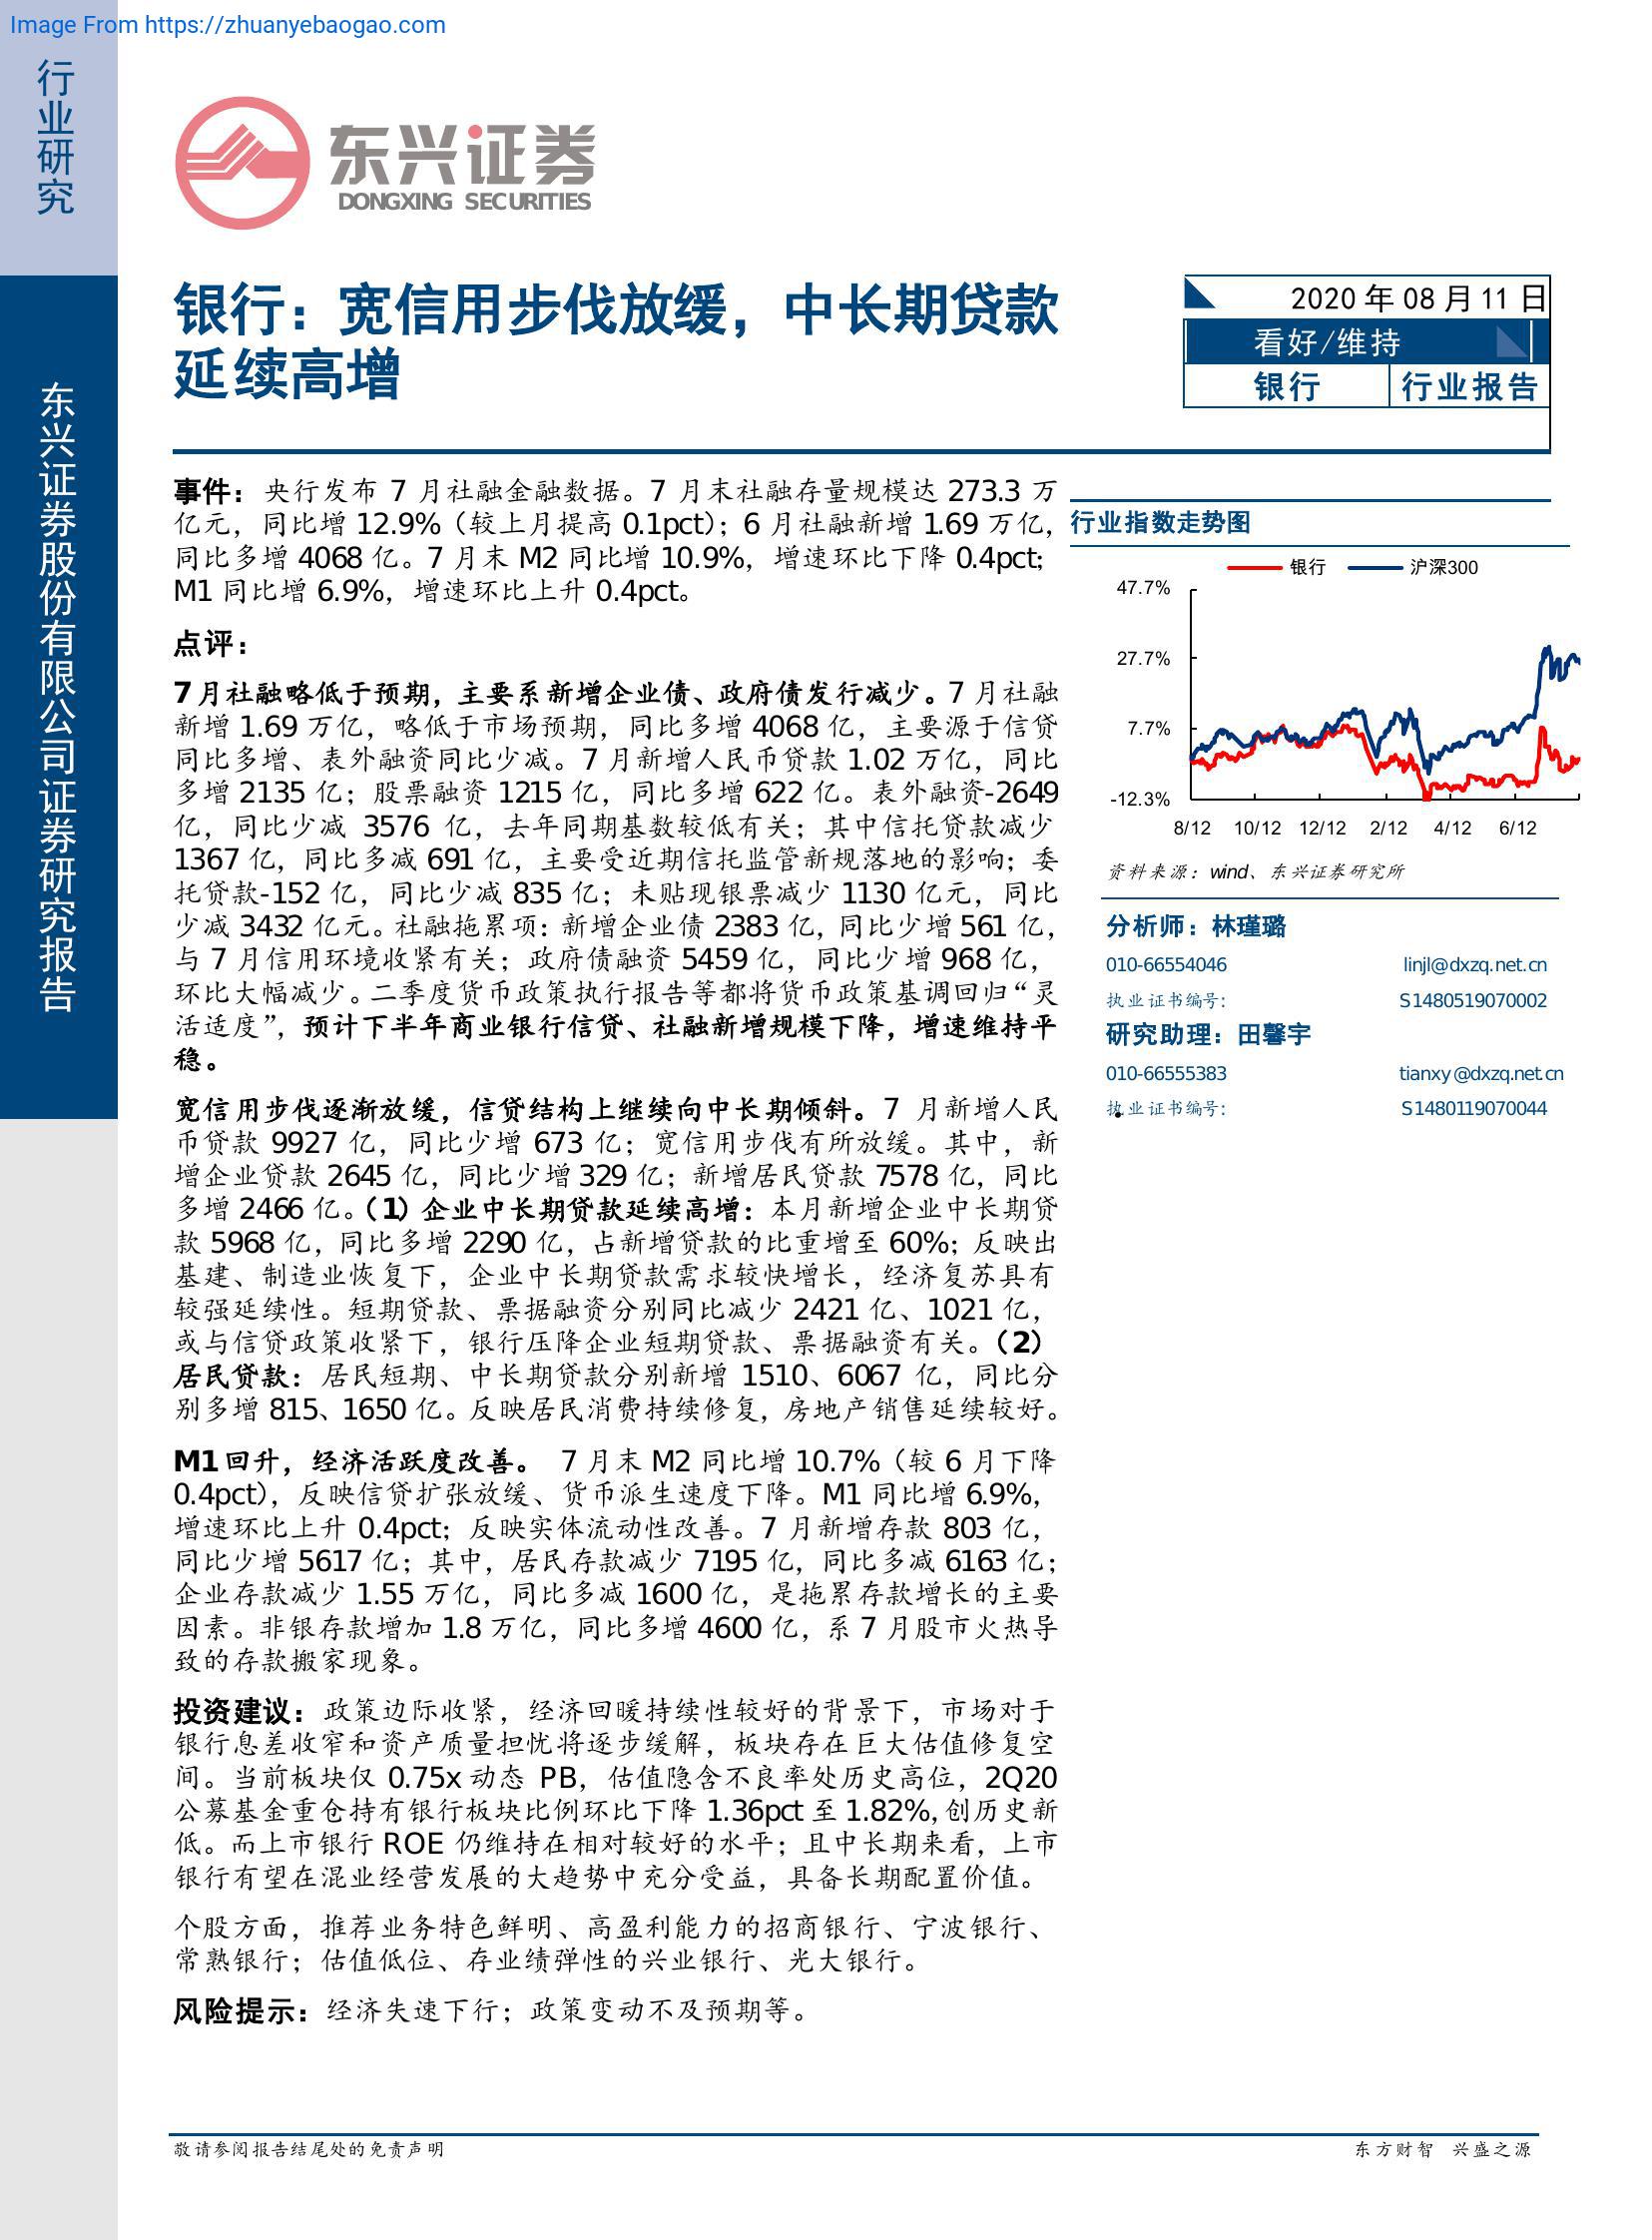 Image From https://zhuanyebaogao.com
行业研究
东兴证券股份有限公司证券研究报告
东兴证券
DONGXING SECURITIES
银行：宽信用步伐放缓，中长期贷款
延续高增
2020 年 08 月 11 日
看好/维持
银行 行业报告
事件：央行发布 7 月社融金融数据。7 月末社融存量规模达 273.3 万
亿元，同比增 12.9%（较上月提高 0.1pct）；6 月社融新增 1.69 万亿，
同比多增 4068 亿。7 月末 M2 同比增 10.9%，增速环比下降 0.4pct；
M1 同比增 6.9%，增速环比上升 0.4pct。
点评：
7 月社融略低于预期，主要系新增企业债、政府债发行减少。7 月社融
新增 1.69 万亿，略低于市场预期，同比多增 4068 亿，主要源于信贷
同比多增、表外融资同比少减。7 月新增人民币贷款 1.02 万亿，同比
多增 2135 亿；股票融资 1215 亿，同比多增 622 亿。表外融资-2649
亿，同比少减 3576 亿，去年同期基数较低有关；其中信托贷款减少
1367 亿，同比多减 691 亿，主要受近期信托监管新规落地的影响；委
托贷款-152 亿，同比少减 835 亿；未贴现银票减少 1130 亿元，同比
少减 3432 亿元。社融拖累项：新增企业债 2383 亿，同比少增 561 亿，
与 7 月信用环境收紧有关；政府债融资 5459 亿，同比少增 968 亿，
环比大幅减少。二季度货币政策执行报告等都将货币政策基调回归“灵
活适度”，预计下半年商业银行信贷、社融新增规模下降，增速维持平
稳。
宽信用步伐逐渐放缓，信贷结构上继续向中长期倾斜。7 月新增人民
币贷款 9927 亿，同比少增 673 亿；宽信用步伐有所放缓。其中，新
增企业贷款 2645 亿，同比少增 329 亿；新增居民贷款 7578 亿，同比
多增 2466 亿。（1）企业中长期贷款延续高增：本月新增企业中长期贷
款 5968 亿，同比多增 2290 亿，占新增贷款的比重增至 60%；反映出
基建、制造业恢复下，企业中长期贷款需求较快增长，经济复苏具有
较强延续性。短期贷款、票据融资分别同比减少 2421 亿、1021 亿，
或与信贷政策收紧下，银行压降企业短期贷款、票据融资有关。（2）
居民贷款：居民短期、中长期贷款分别新增 1510、6067 亿，同比分
别多增 815、1650 亿。反映居民消费持续修复，房地产销售延续较好。
M1 回升，经济活跃度改善。 7 月末 M2 同比增 10.7%（较 6 月下降
0.4pct），反映信贷扩张放缓、货币派生速度下降。M1 同比增 6.9%，
增速环比上升 0.4pct；反映实体流动性改善。7 月新增存款 803 亿，
同比少增 5617 亿；其中，居民存款减少 7195 亿，同比多减 6163 亿；
企业存款减少 1.55 万亿，同比多减 1600 亿，是拖累存款增长的主要
因素。非银存款增加 1.8 万亿，同比多增 4600 亿，系 7 月股市火热导
致的存款搬家现象。
投资建议：政策边际收紧，经济回暖持续性较好的背景下，市场对于
银行息差收窄和资产质量担忧将逐步缓解，板块存在巨大估值修复空
间。当前板块仅 0.75x 动态 PB，估值隐含不良率处历史高位，2Q20
公募基金重仓持有银行板块比例环比下降 1.36pct 至 1.82%，创历史新
低。而上市银行 ROE 仍维持在相对较好的水平；且中长期来看，上市
银行有望在混业经营发展的大趋势中充分受益，具备长期配置价值。
个股方面，推荐业务特色鲜明、高盈利能力的招商银行、宁波银行、
常熟银行；估值低位、存业绩弹性的兴业银行、光大银行。
风险提示：经济失速下行；政策变动不及预期等。
行业指数走势图
银行 沪深300
47.7%
27.7%
7.7%
-12.3%
8/12 10/12 12/12 2/12 4/12 6/12
资料来源：wind、东兴证券研究所
分析师：林瑾璐
010-66554046 linjl@dxzq.net.cn
执业证书编号： S1480519070002
研究助理：田馨宇
010-66555383 tianxy@dxzq.net.cn
执业证书编号： S1480119070044
敬请参阅报告结尾处的免责声明
东方财智 兴盛之源